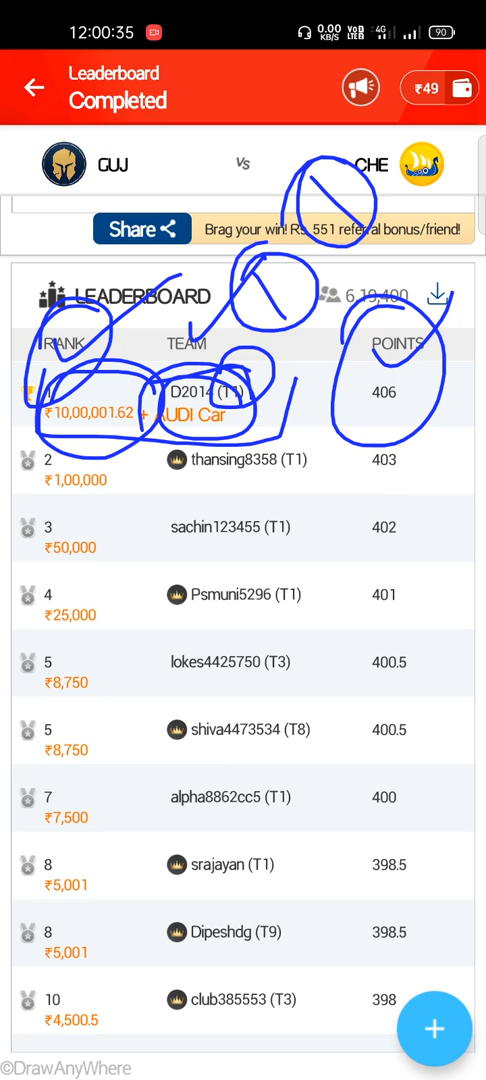 12:00:35 0.00 KB/S VoD LTE2 4G 90
Leaderboard
Completed
₹49
GUJ VS CHE
Share Brag your win! Rs. 551 referral bonus/friend!
LEADERBOARD 6,19,400
RANK TEAM POINTS
1 D2014 (T1) 406
₹10,00,001.62 + AUDI Car
2 thansing8358 (T1) 403
₹1,00,000
3 sachin123455 (T1) 402
₹50,000
4 Psmuni5296 (T1) 401
₹25,000
5 lokes4425750 (T3) 400.5
₹8,750
5 shiva4473534 (T8) 400.5
₹8,750
7 alpha8862cc5 (T1) 400
₹7,500
8 srajayan (T1) 398.5
₹5,001
8 Dipeshdg (T9) 398.5
₹5,001
10 club385553 (T3) 398
₹4,500.5
©DrawAnyWhere